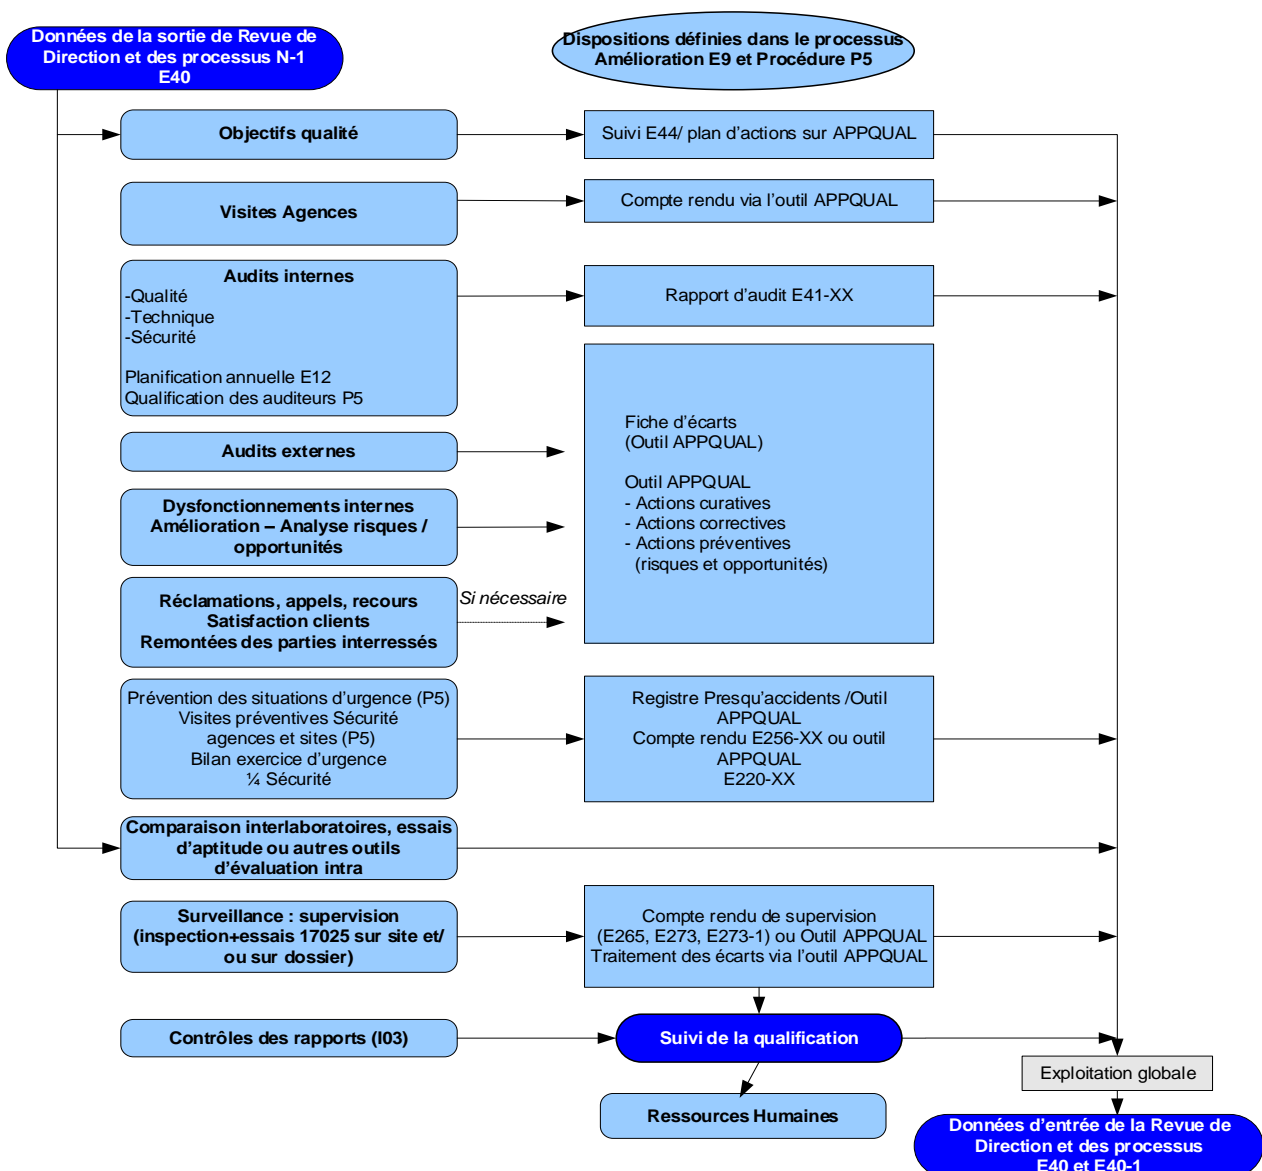 Données de la sortie de Revue de
Direction et des processus N-1
E40
Dispositions définies dans le processus
Amélioration E9 et Procédure P5
Objectifs qualité
Suivi E44/ plan d’actions sur APPQUAL
Visites Agences
Compte rendu via l’outil APPQUAL
Audits internes
-Qualité
-Technique
-Sécurité
Planification annuelle E12
Qualification des auditeurs P5
Rapport d’audit E41-XX
Fiche d’écarts
(Outil APPQUAL)
Outil APPQUAL
- Actions curatives
- Actions correctives
- Actions préventives
(risques et opportunités)
Audits externes
Dysfonctionnements internes
Amélioration – Analyse risques /
opportunités
Réclamations, appels, recours
Satisfaction clients
Remontées des parties interressés
Si nécessaire
Prévention des situations d’urgence (P5)
Visites préventives Sécurité
agences et sites (P5)
Bilan exercice d’urgence
¼ Sécurité
Registre Presqu’accidents /Outil
APPQUAL
Compte rendu E256-XX ou outil
APPQUAL
E220-XX
Comparaison interlaboratoires, essais
d’aptitude ou autres outils
d’évaluation intra
Surveillance : supervision
(inspection+essais 17025 sur site et/
ou sur dossier)
Compte rendu de supervision
(E265, E273, E273-1) ou Outil APPQUAL
Traitement des écarts via l’outil APPQUAL
Contrôles des rapports (I03)
Suivi de la qualification
Exploitation globale
Ressources Humaines
Données d’entrée de la Revue de
Direction et des processus
E40 et E40-1